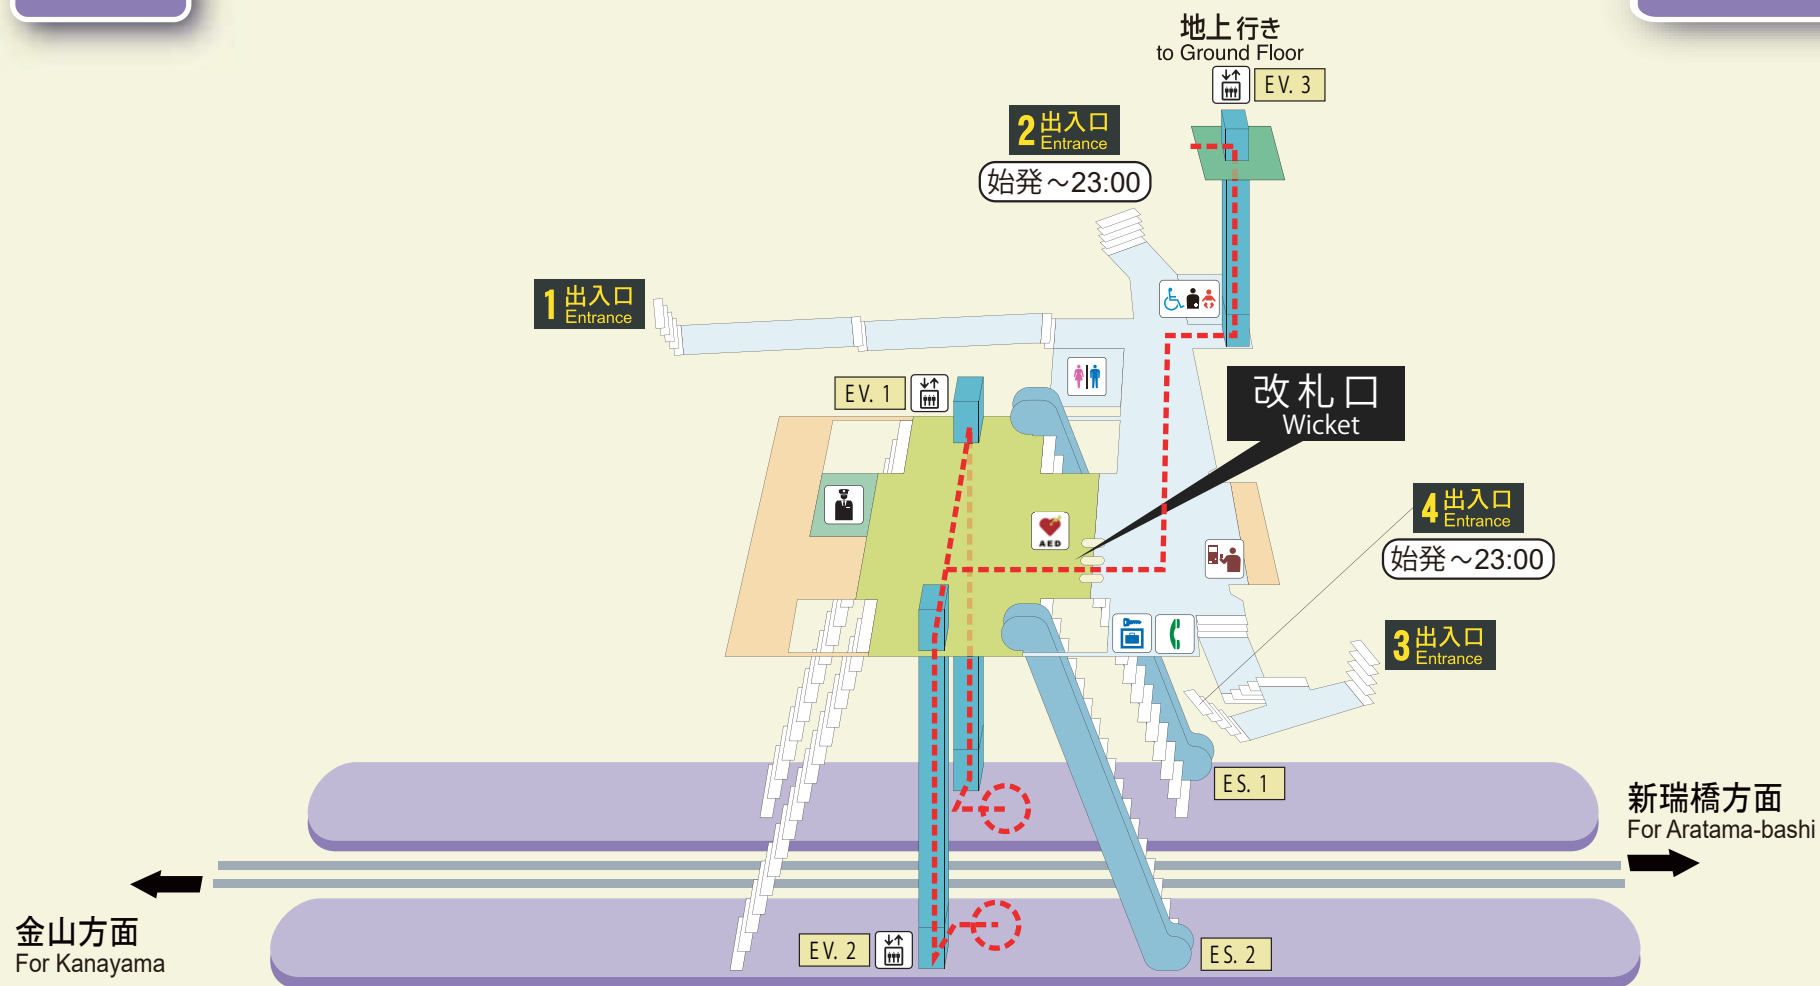 地上行き
to Ground Floor
EV. 3
2 出入口
Entrance
始発～23:00
1 出入口
Entrance
EV. 1
改札口
Wicket
AED
4 出入口
Entrance
始発～23:00
3 出入口
Entrance
ES. 1
新瑞橋方面
For Aratama-bashi
金山方面
For Kanayama
EV. 2
ES. 2